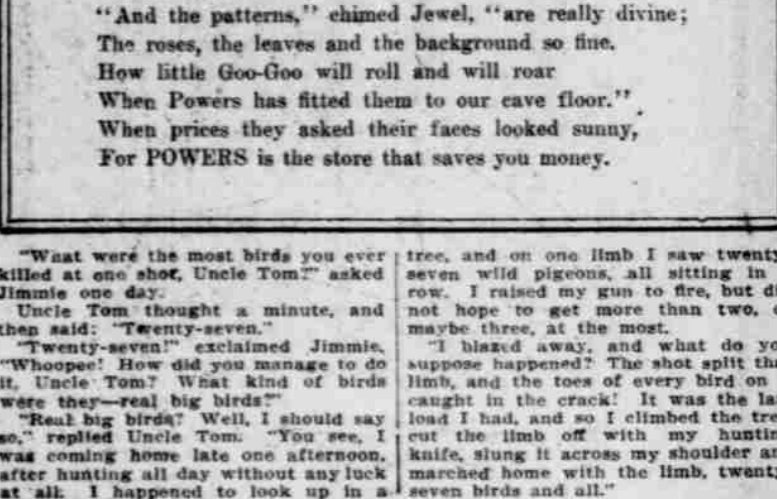 "And the patterns," chimed Jewel, "are really divine;
The roses, the leaves and the background so fine.
How little Goo-Goo will roll and will roar
When Powers has fitted them to our cave floor."
When prices they asked their faces looked sunny,
For POWERS is the store that saves you money.
"What were the most birds you ever
killed at one shot, Uncle Tom?" asked
Jimmie one day.
Uncle Tom thought a minute, and
then said: "Twenty-seven."
"Twenty-seven!" exclaimed Jimmie.
"Whoopee! How did you manage to do
it, Uncle Tom? What kind of birds
were they—real big birds?"
"Real big birds? Well, I should say
so," replied Uncle Tom. "You see, I
was coming home late one afternoon,
after hunting all day without any luck
at all. I happened to look up in a
tree, and on one limb I saw twenty
seven wild pigeons, all sitting in
row. I raised my gun to fire, but di
not hope to get more than two, o
maybe three, at the most.
"I blazed away, and what do yo
suppose happened? The shot split tha
limb, and the toes of every bird on
caught in the crack! It was the la
load I had, and so I climbed the tre
cut the limb off with my huntin
knife, slung it across my shoulder an
marched home with the limb, twent
seven birds and all."